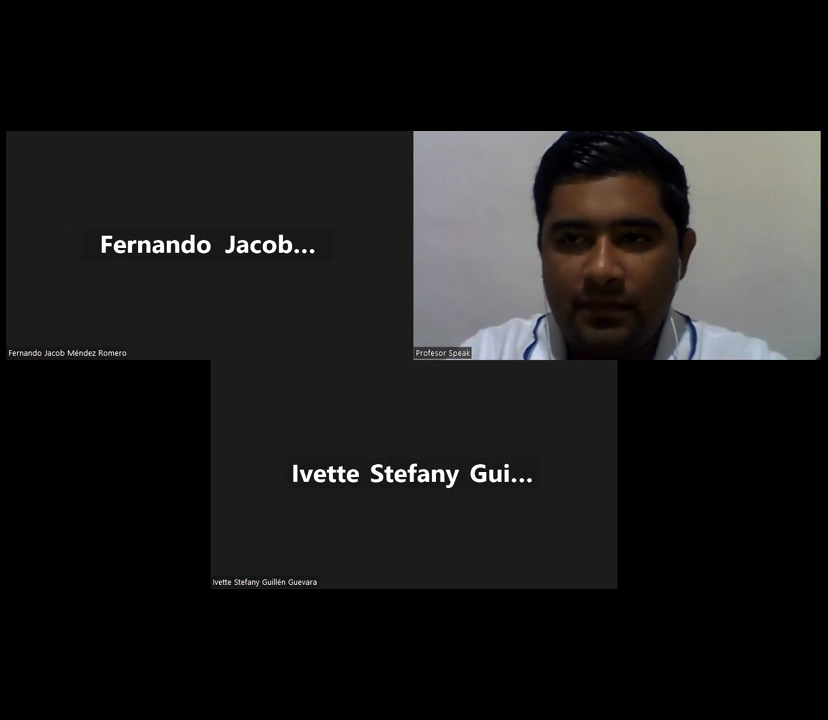 Fernando Jacob...
Fernando Jacob Méndez Romero
Profesor Speak
Ivette Stefany Gui...
Ivette Stefany Guillén Guevara